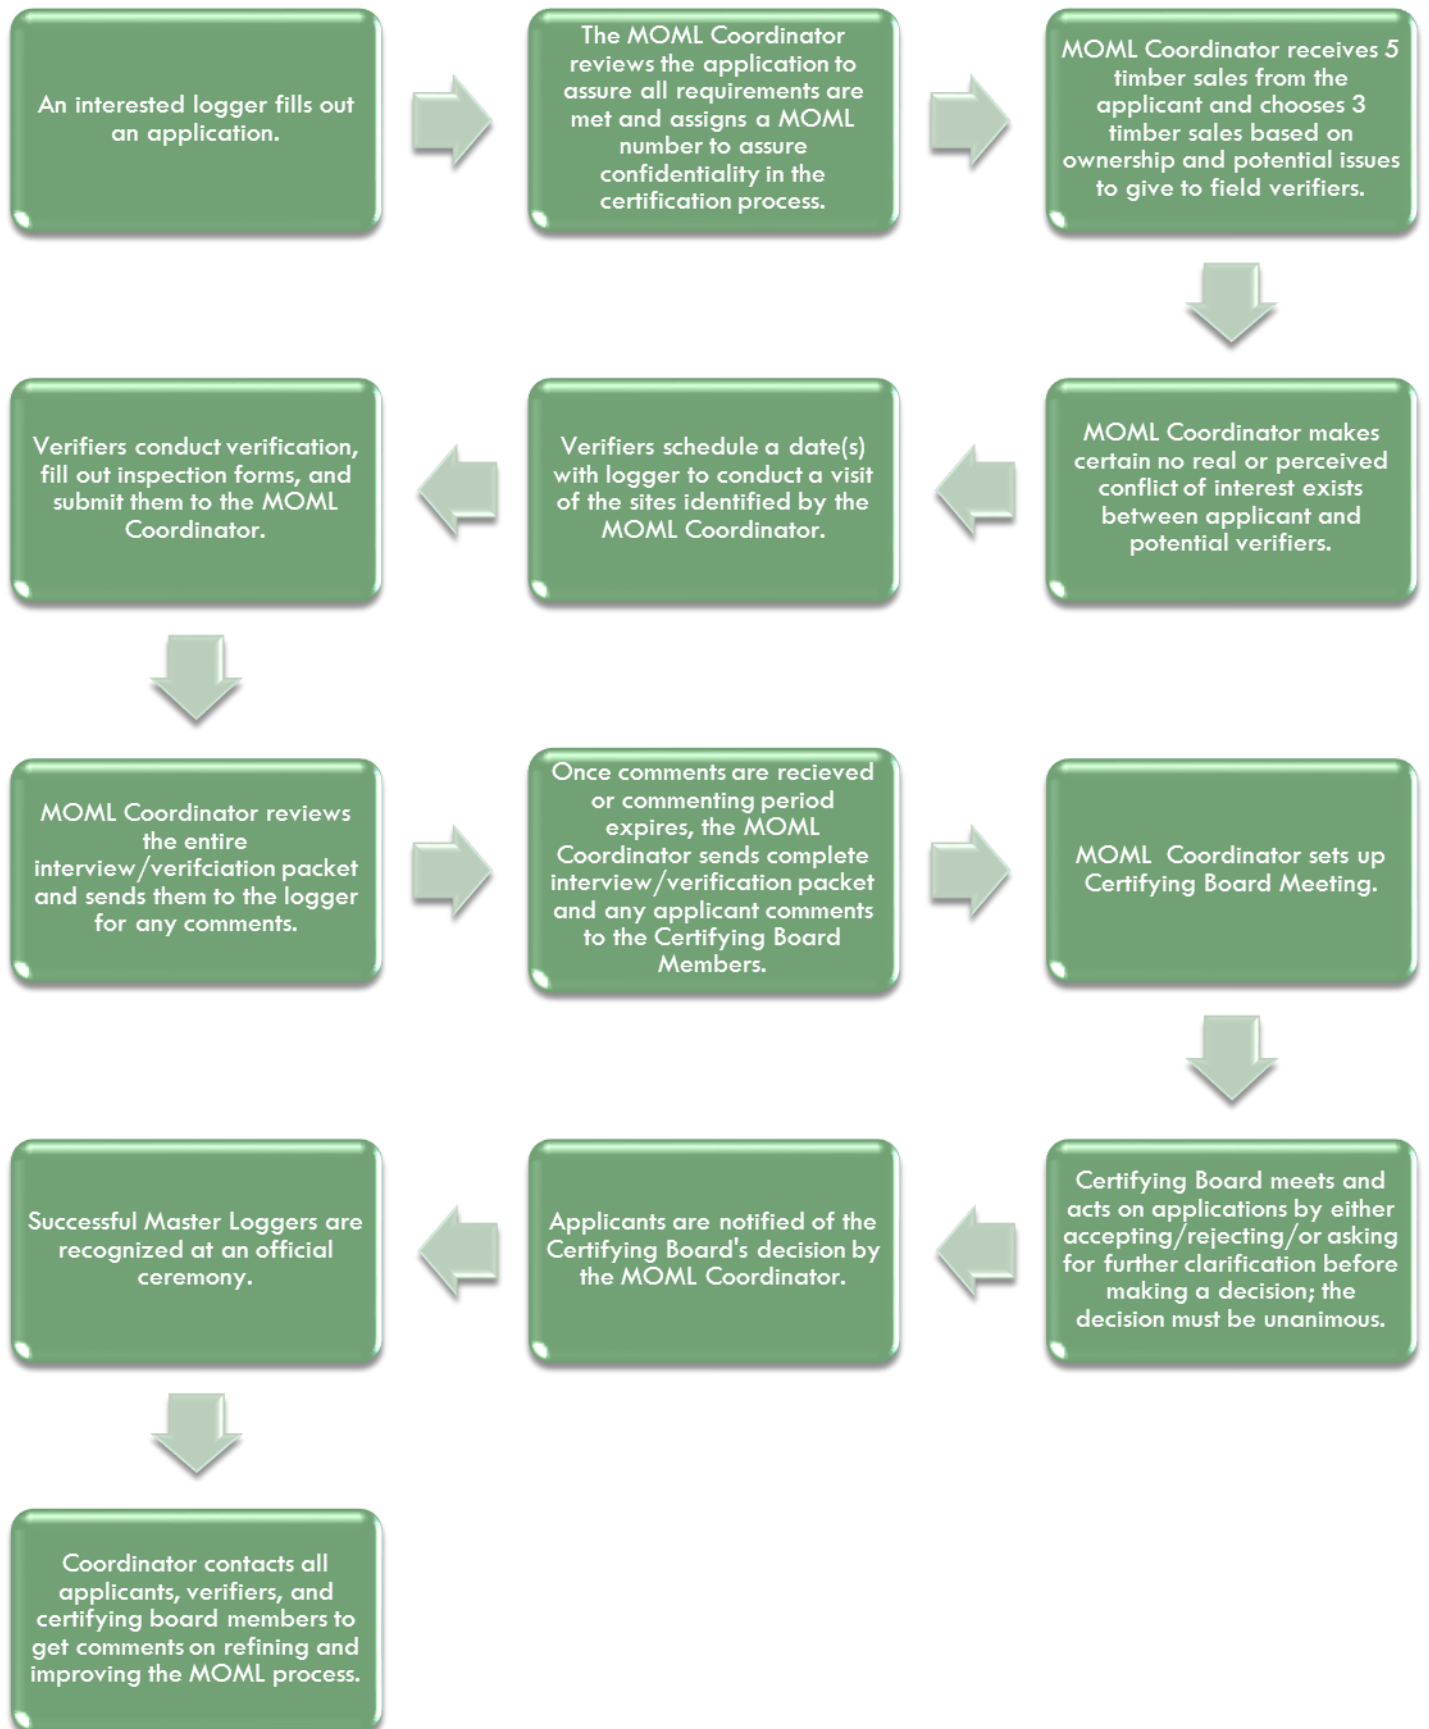 An interested logger fills out
an application.
The MOML Coordinator
reviews the application to
assure all requirements are
met and assigns a MOML
number to assure
confidentiality in the
certification process.
MOML Coordinator receives 5
timber sales from the
applicant and chooses 3
timber sales based on
ownership and potential issues
to give to field verifiers.
MOML Coordinator makes
certain no real or perceived
conflict of interest exists
between applicant and
potential verifiers.
Verifiers schedule a date(s)
with logger to conduct a visit
of the sites identified by the
MOML Coordinator.
Verifiers conduct verification,
fill out inspection forms, and
submit them to the MOML
Coordinator.
MOML Coordinator reviews
the entire
interview/verifciation packet
and sends them to the logger
for any comments.
Once comments are recieved
or commenting period
expires, the MOML
Coordinator sends complete
interview/verification packet
and any applicant comments
to the Certifying Board
Members.
MOML Coordinator sets up
Certifying Board Meeting.
Certifying Board meets and
acts on applications by either
accepting/rejecting/or asking
for further clarification before
making a decision; the
decision must be unanimous.
Applicants are notified of the
Certifying Board's decision by
the MOML Coordinator.
Successful Master Loggers are
recognized at an official
ceremony.
Coordinator contacts all
applicants, verifiers, and
certifying board members to
get comments on refining and
improving the MOML process.